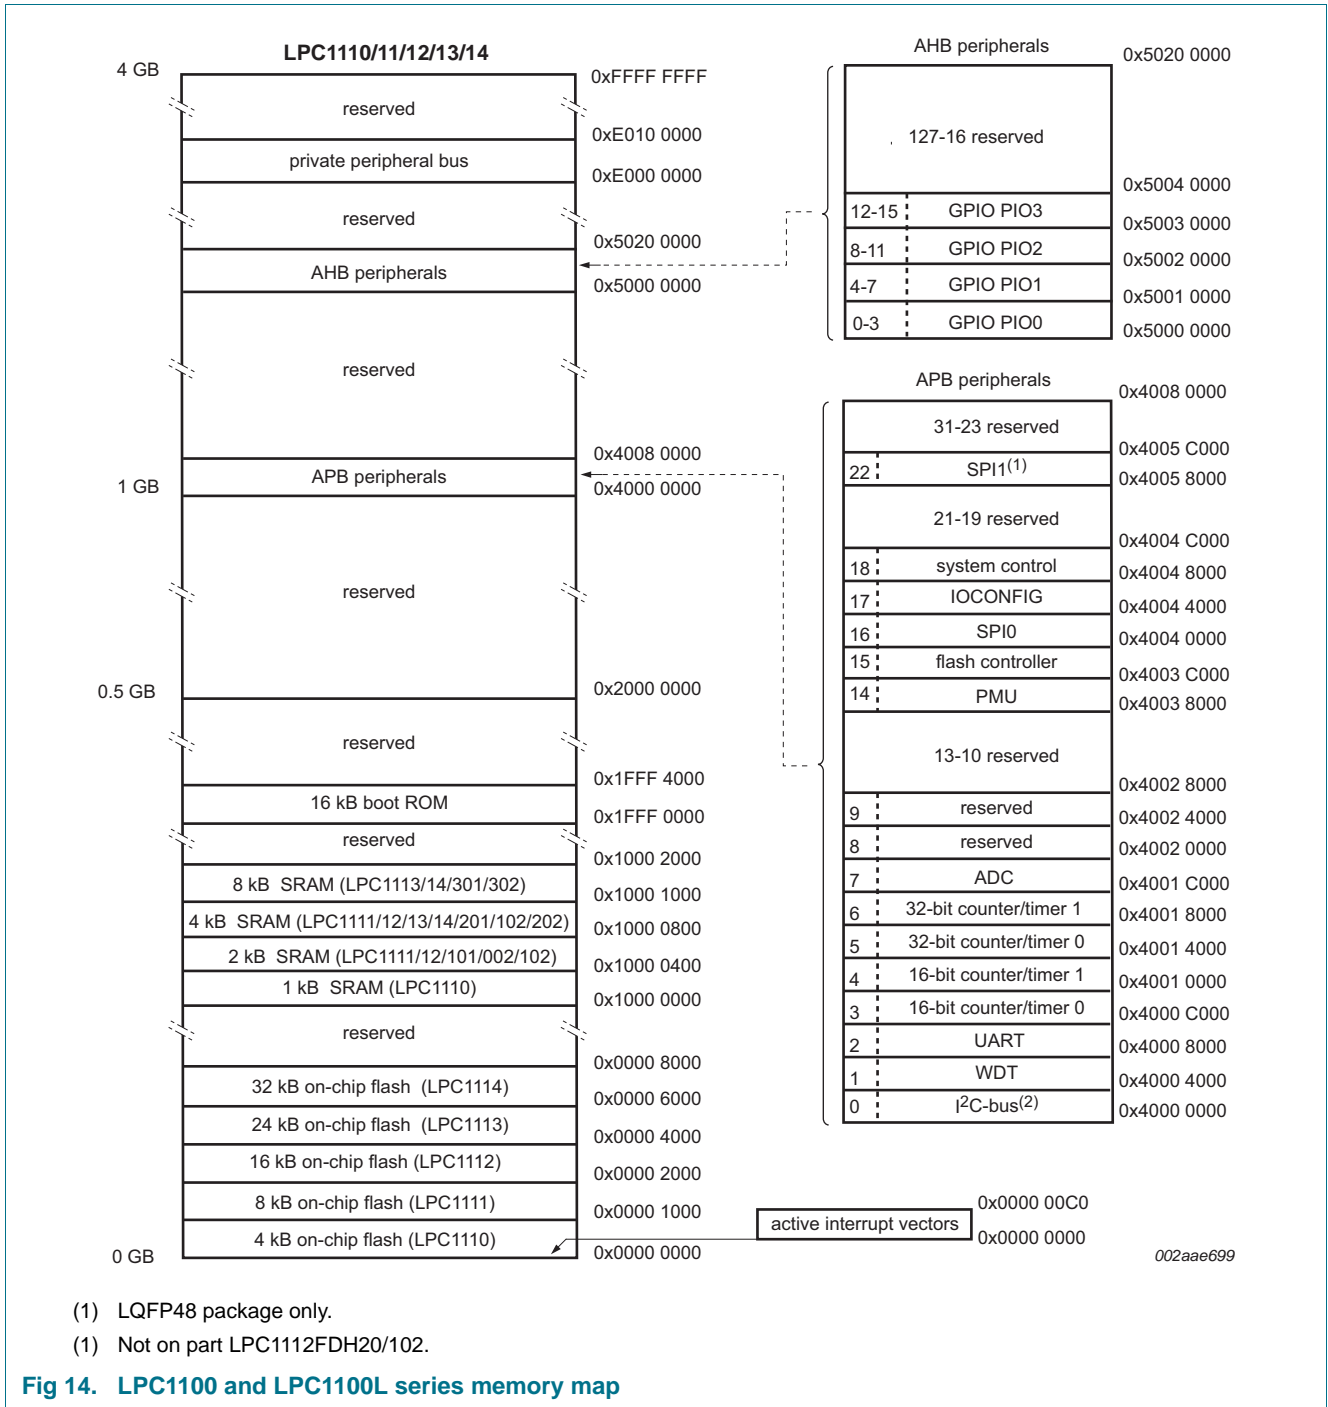 LPC1110/11/12/13/14
4 GB
0xFFFF FFFF
reserved
0xE010 0000
private peripheral bus
0xE000 0000
reserved
0x5020 0000
AHB peripherals
0x5000 0000
reserved
0x4008 0000
APB peripherals
1 GB
0x4000 0000
reserved
0.5 GB
0x2000 0000
reserved
0x1FFF 4000
16 kB boot ROM
0x1FFF 0000
reserved
0x1000 2000
8 kB SRAM (LPC1113/14/301/302)
0x1000 1000
4 kB SRAM (LPC1111/12/13/14/201/102/202)
0x1000 0800
2 kB SRAM (LPC1111/12/101/002/102)
0x1000 0400
1 kB SRAM (LPC1110)
0x1000 0000
reserved
0x0000 8000
32 kB on-chip flash (LPC1114)
0x0000 6000
24 kB on-chip flash (LPC1113)
0x0000 4000
16 kB on-chip flash (LPC1112)
0x0000 2000
8 kB on-chip flash (LPC1111)
0x0000 1000
4 kB on-chip flash (LPC1110)
0 GB
0x0000 0000
AHB peripherals
0x5020 0000
127-16 reserved
0x5004 0000
12-15 GPIO PIO3
0x5003 0000
8-11 GPIO PIO2
0x5002 0000
4-7 GPIO PIO1
0x5001 0000
0-3 GPIO PIO0
0x5000 0000
APB peripherals
0x4008 0000
31-23 reserved
0x4005 C000
22 SPI1(1)
0x4005 8000
21-19 reserved
0x4004 C000
18 system control
0x4004 8000
17 IOCONFIG
0x4004 4000
16 SPI0
0x4004 0000
15 flash controller
0x4003 C000
14 PMU
0x4003 8000
13-10 reserved
0x4002 8000
9 reserved
0x4002 4000
8 reserved
0x4002 0000
7 ADC
0x4001 C000
6 32-bit counter/timer 1
0x4001 8000
5 32-bit counter/timer 0
0x4001 4000
4 16-bit counter/timer 1
0x4001 0000
3 16-bit counter/timer 0
0x4000 C000
2 UART
0x4000 8000
1 WDT
0x4000 4000
0 I2C-bus(2)
0x4000 0000
0x0000 00C0
active interrupt vectors
0x0000 0000
002aae699
(1) LQFP48 package only.
(1) Not on part LPC1112FDH20/102.
Fig 14. LPC1100 and LPC1100L series memory map